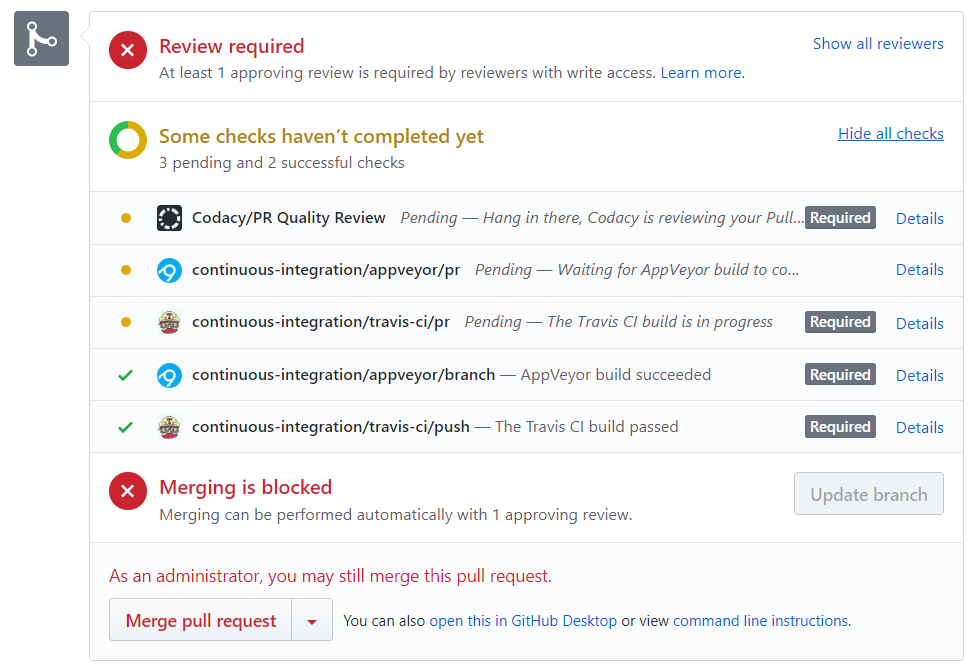 Review required
Show all reviewers
At least 1 approving review is required by reviewers with write access. Learn more.
Some checks haven’t completed yet
Hide all checks
3 pending and 2 successful checks
Codacy/PR Quality Review Pending — Hang in there, Codacy is reviewing your Pull... Required Details
continuous-integration/appveyor/pr Pending — Waiting for AppVeyor build to co... Details
continuous-integration/travis-ci/pr Pending — The Travis CI build is in progress Required Details
continuous-integration/appveyor/branch — AppVeyor build succeeded Required Details
continuous-integration/travis-ci/push — The Travis CI build passed Required Details
Merging is blocked
Update branch
Merging can be performed automatically with 1 approving review.
As an administrator, you may still merge this pull request.
Merge pull request You can also open this in GitHub Desktop or view command line instructions.